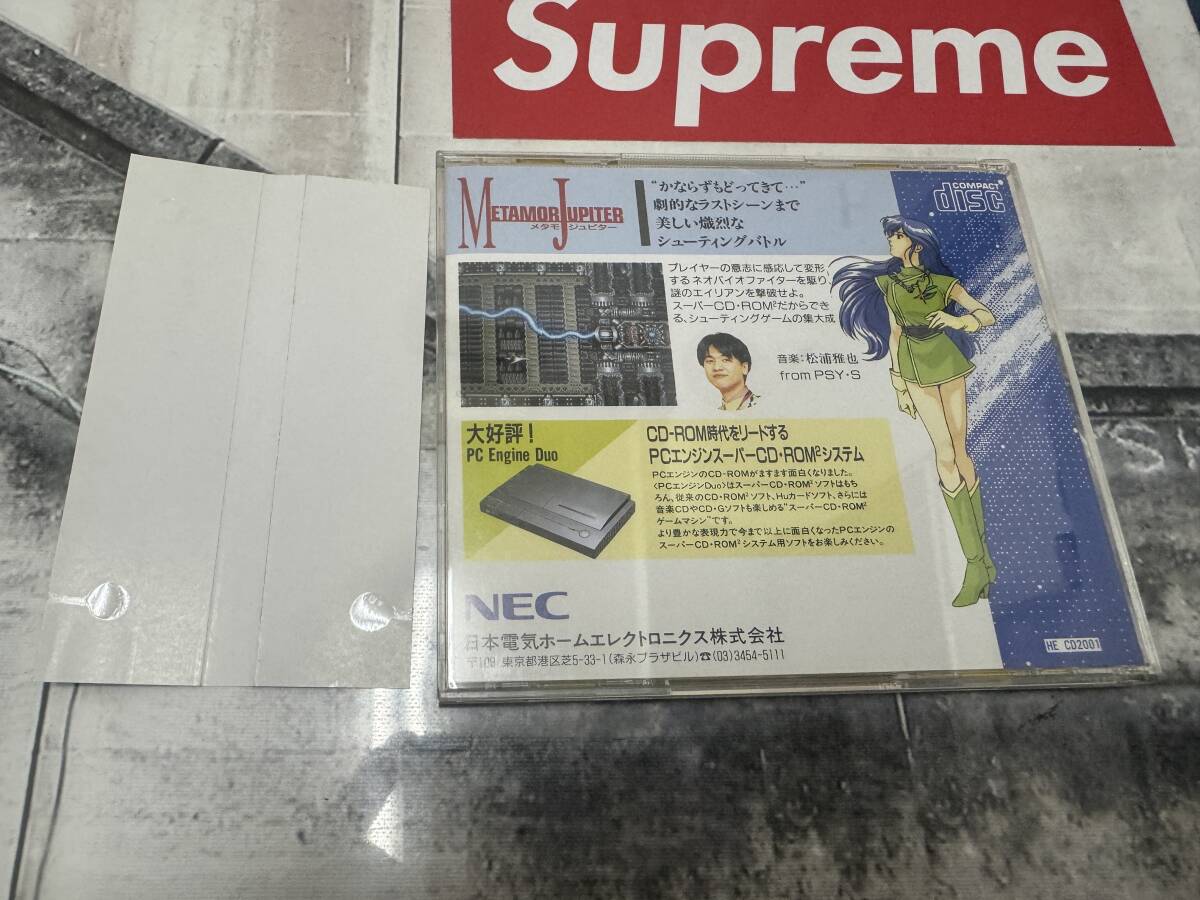 Supreme
METAMOR JUPITER
メタモ ジュピター
"かならずもどってきて…"
劇的なラストシーンまで
美しい熾烈な
シューティングバトル
COMPACT
disc
プレイヤーの意志に感応して変形
するネオバイオファイターを駆り、
謎のエイリアンを撃破せよ。
スーパーCD・ROM²だからでき
る、シューティングゲームの集大成
音楽:松浦雅也
from PSY・S
大好評!
PC Engine Duo
CD-ROM時代をリードする
PCエンジンスーパーCD・ROM²システム
PCエンジンのCD-ROMがますます面白くなりました。
〈PCエンジンDuo〉はスーパーCD・ROM²ソフトはもち
ろん、従来のCD・ROM²ソフト、Huカードソフト、さらには
音楽CDやCD・Gソフトも楽しめる"スーパーCD・ROM²
ゲームマシン"です。
より豊かな表現力で今まで以上に面白くなったPCエンジンの
スーパーCD・ROM²システム用ソフトをお楽しみください。
NEC
日本電気ホームエレクトロニクス株式会社
〒108 東京都港区芝5-33-1(森永プラザビル)☎(03)3454-5111
HE CD2001